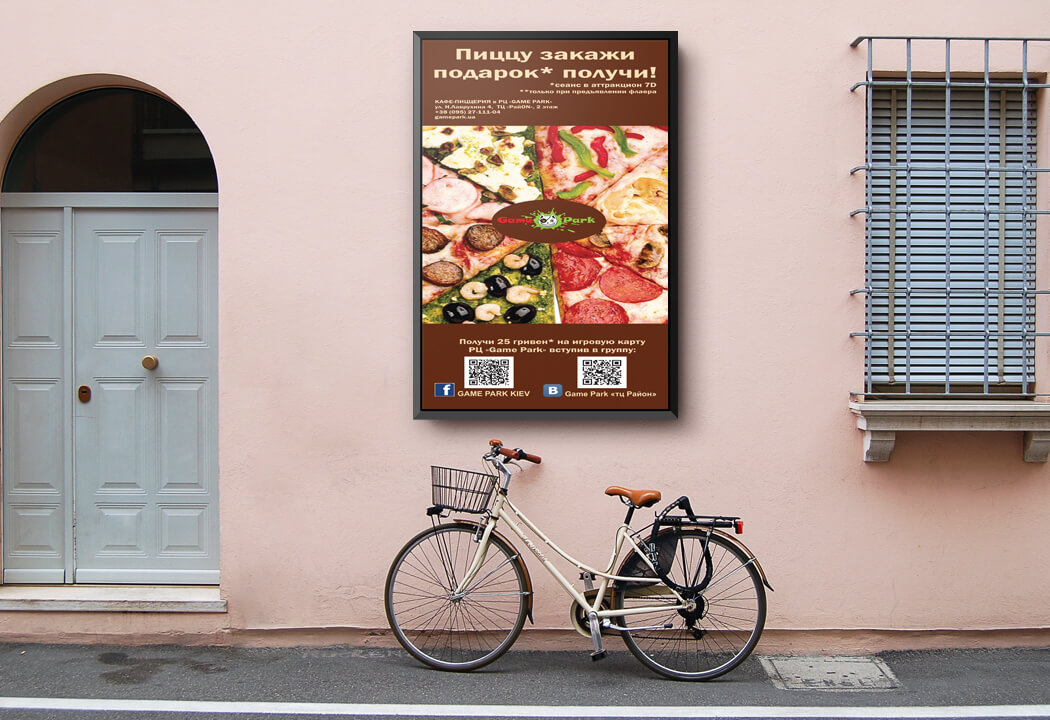 Пиццу закажи
подарок* получи!
*сеанс в аттракцион 7D
**только при предъявлении флаера
КАФЕ-ПИЦЦЕРИЯ в РЦ «GAME PARK»
ул. Н.Лаврухина 4, ТЦ «РайON», 2 этаж
+38 (095) 27-111-04
gamepark.ua
Game Park
Получи 25 гривен* на игровую карту
РЦ «Game Park» вступив в группу:
f GAME PARK KIEV
B Game Park «тц Район»